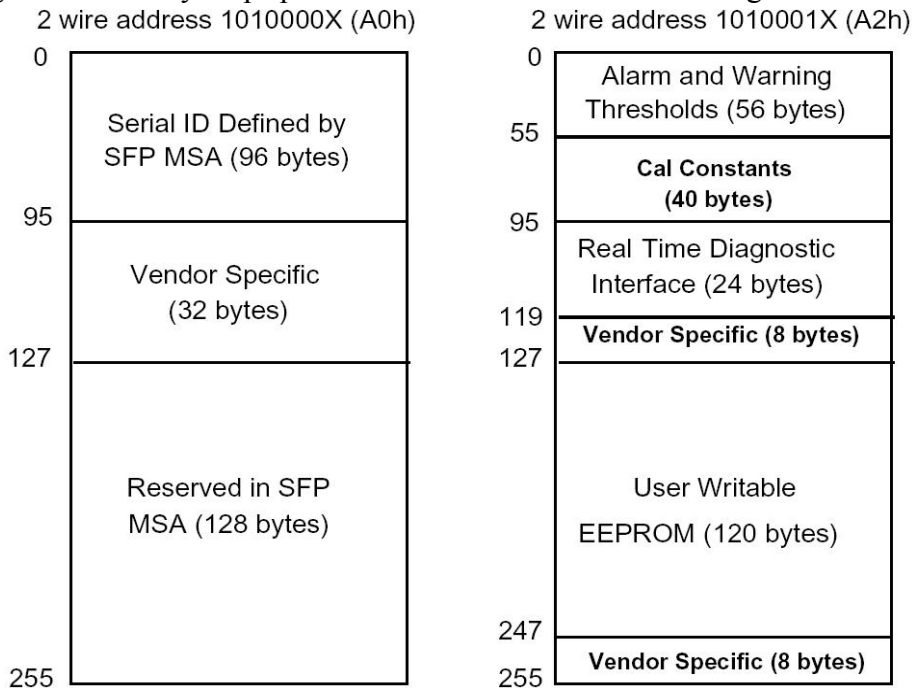 2 wire address 1010000X (A0h)
0
Serial ID Defined by
SFP MSA (96 bytes)
95
Vendor Specific
(32 bytes)
127
Reserved in SFP
MSA (128 bytes)
255
2 wire address 1010001X (A2h)
0
Alarm and Warning
Thresholds (56 bytes)
55
Cal Constants
(40 bytes)
95
Real Time Diagnostic
Interface (24 bytes)
119
Vendor Specific (8 bytes)
127
User Writable
EEPROM (120 bytes)
247
Vendor Specific (8 bytes)
255